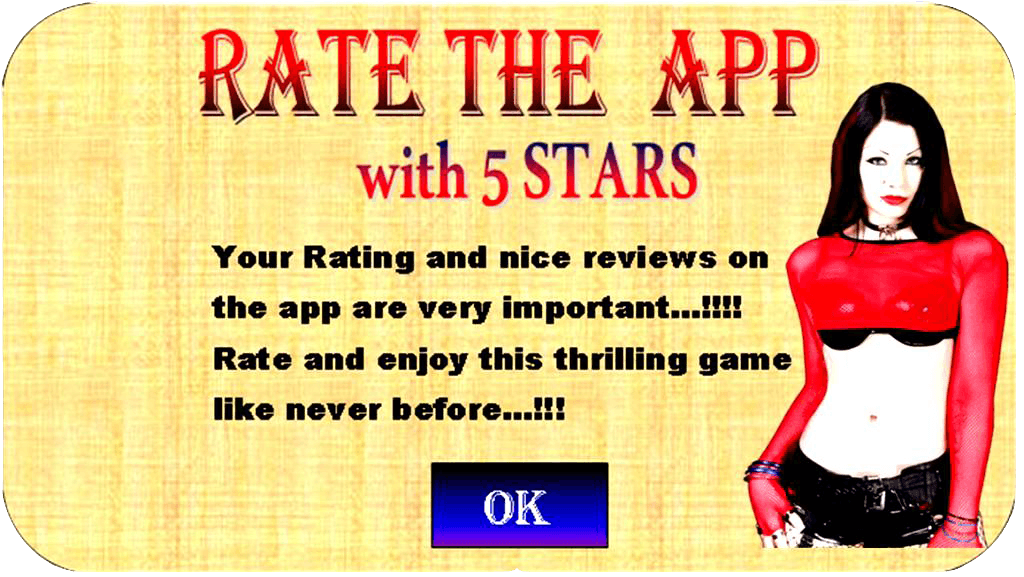 RATE THE APP
with 5 STARS
Your Rating and nice reviews on
the app are very important...!!!!
Rate and enjoy this thrilling game
like never before...!!!
OK